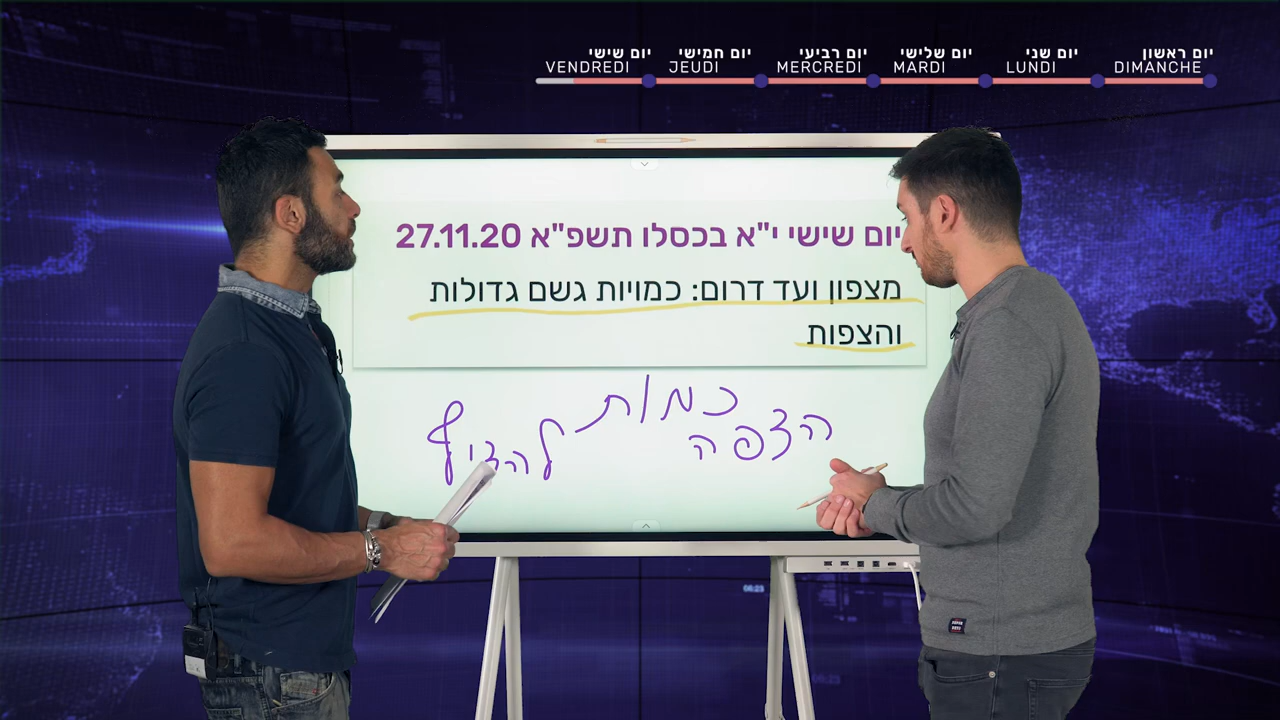 יום ראשון יום שני יום שלישי יום רביעי יום חמישי יום שישי
DIMANCHE LUNDI MARDI MERCREDI JEUDI VENDREDI
יום שישי י"א בכסלו תשפ"א 27.11.20
מצפון ועד דרום: כמויות גשם גדולות
והצפות
כמות
הצפה
להציף